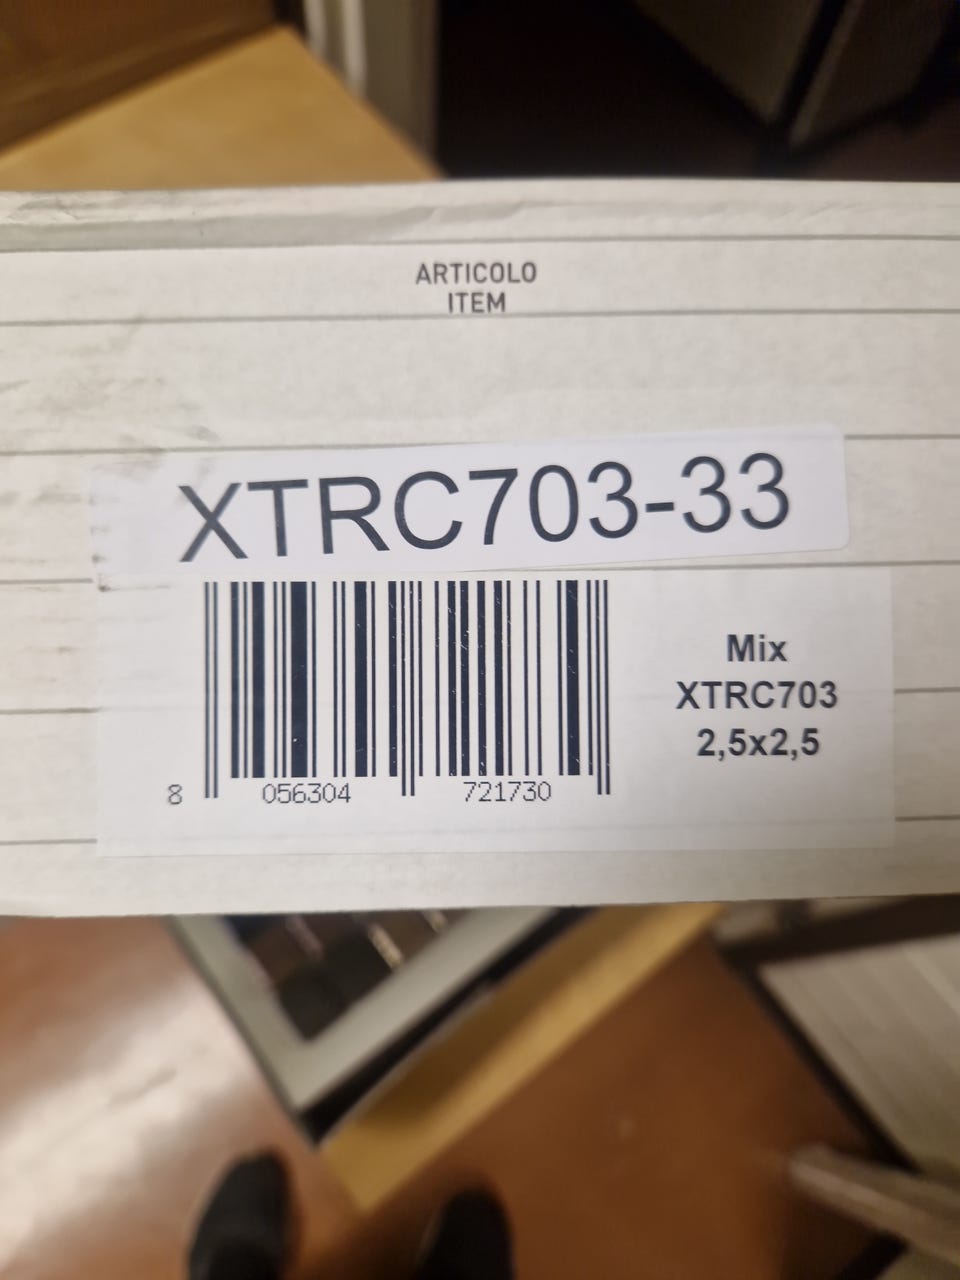 ARTICOLO
ITEM
XTRC703-33
Mix
XTRC703
2,5x2,5
8 056304 721730